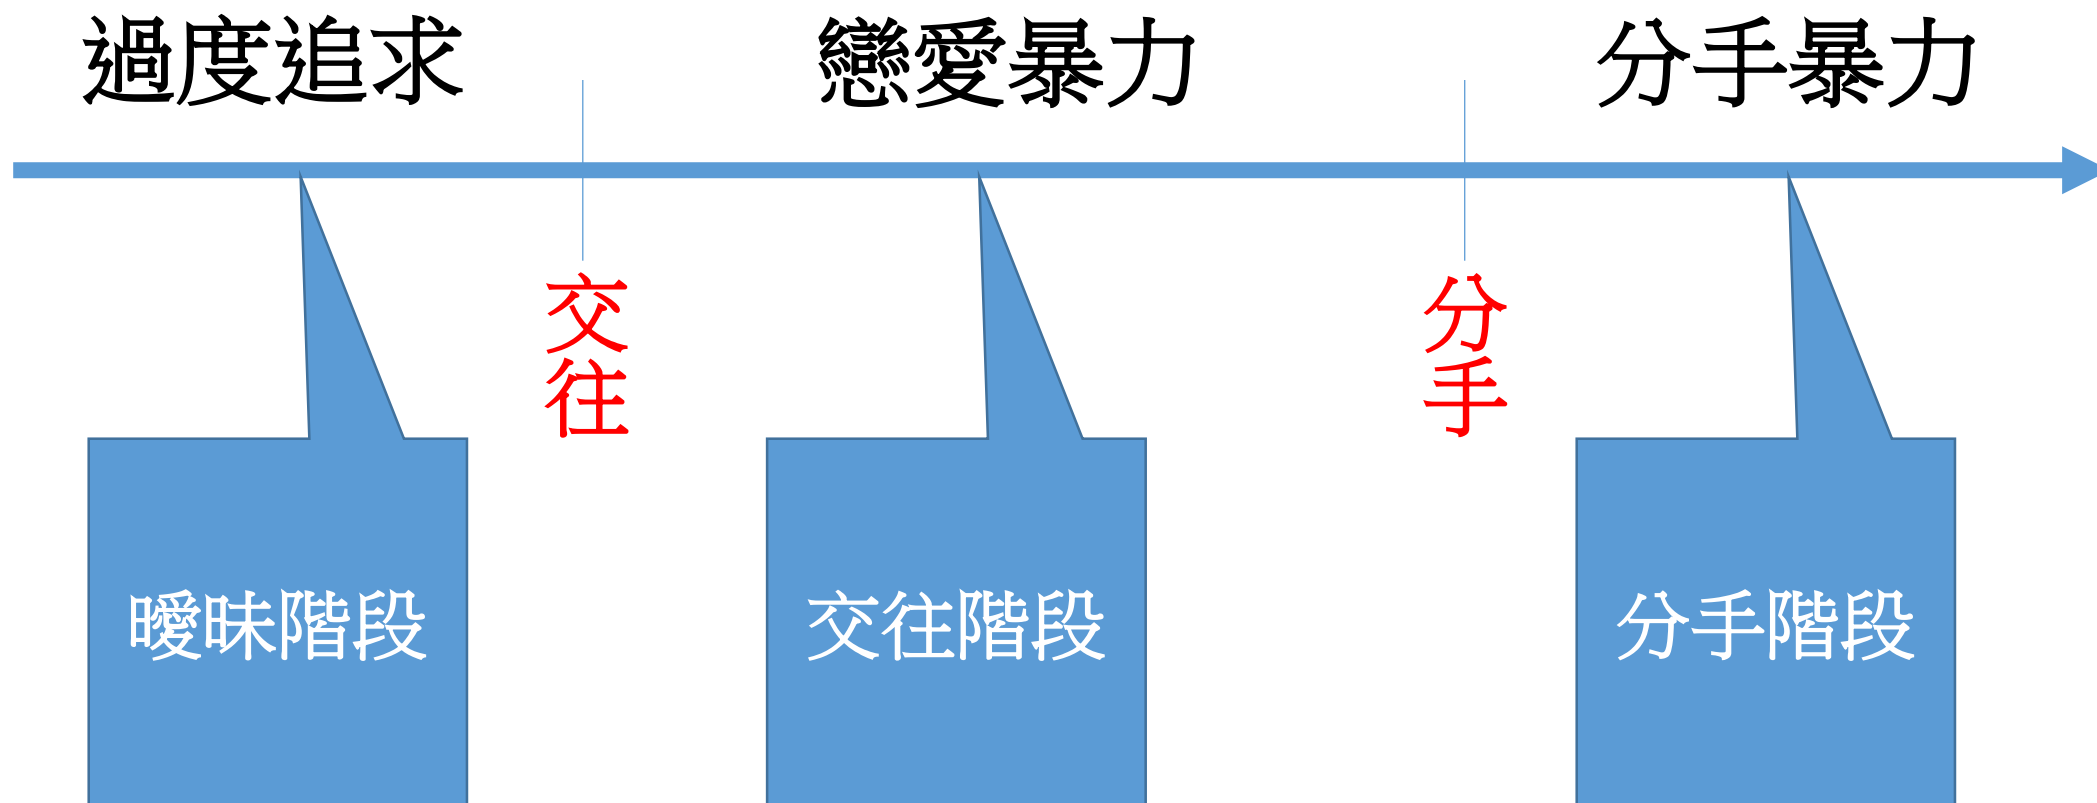 過度追求
戀愛暴力
分手暴力
交往
分手
曖昧階段
交往階段
分手階段